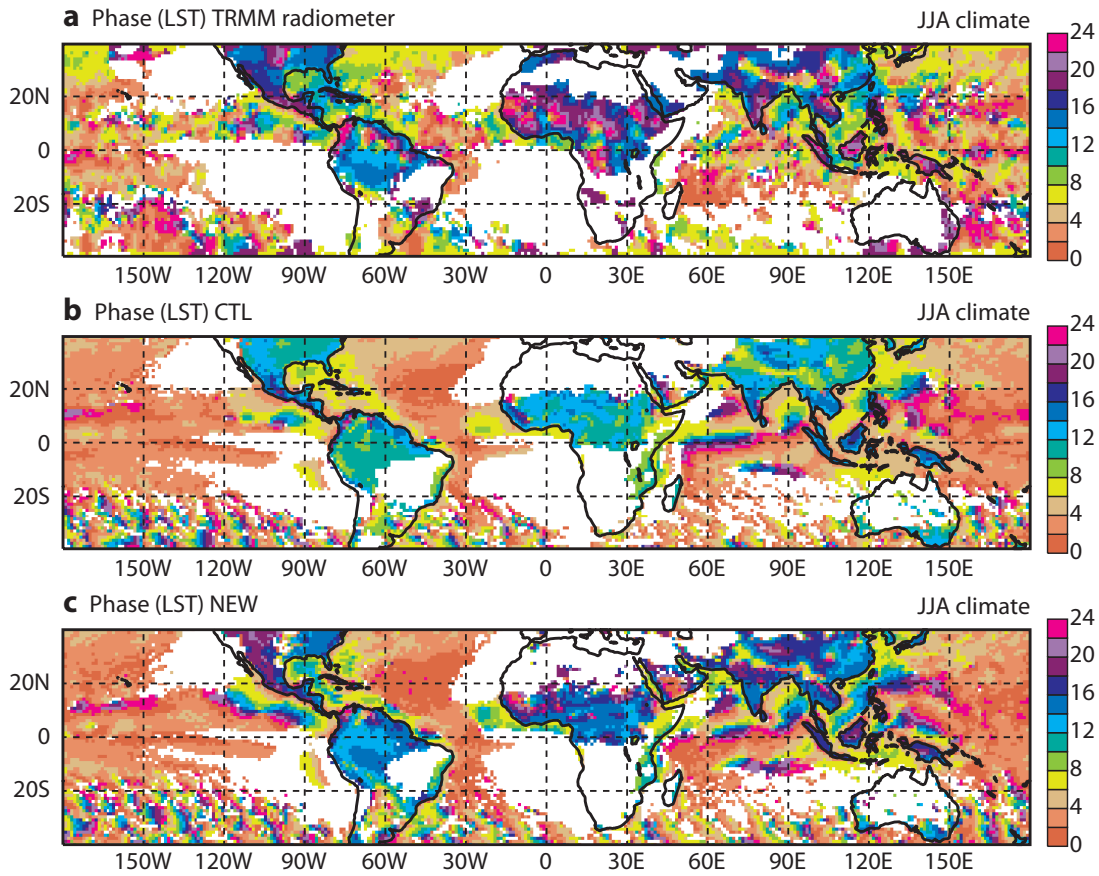 a Phase (LST) TRMM radiometer JJA climate
24
20N 20
16
0 12
8
20S 4
0
150W 120W 90W 60W 30W 0 30E 60E 90E 120E 150E
b Phase (LST) CTL JJA climate
24
20N 20
16
0 12
8
20S 4
0
150W 120W 90W 60W 30W 0 30E 60E 90E 120E 150E
c Phase (LST) NEW JJA climate
24
20N 20
16
0 12
8
20S 4
0
150W 120W 90W 60W 30W 0 30E 60E 90E 120E 150E